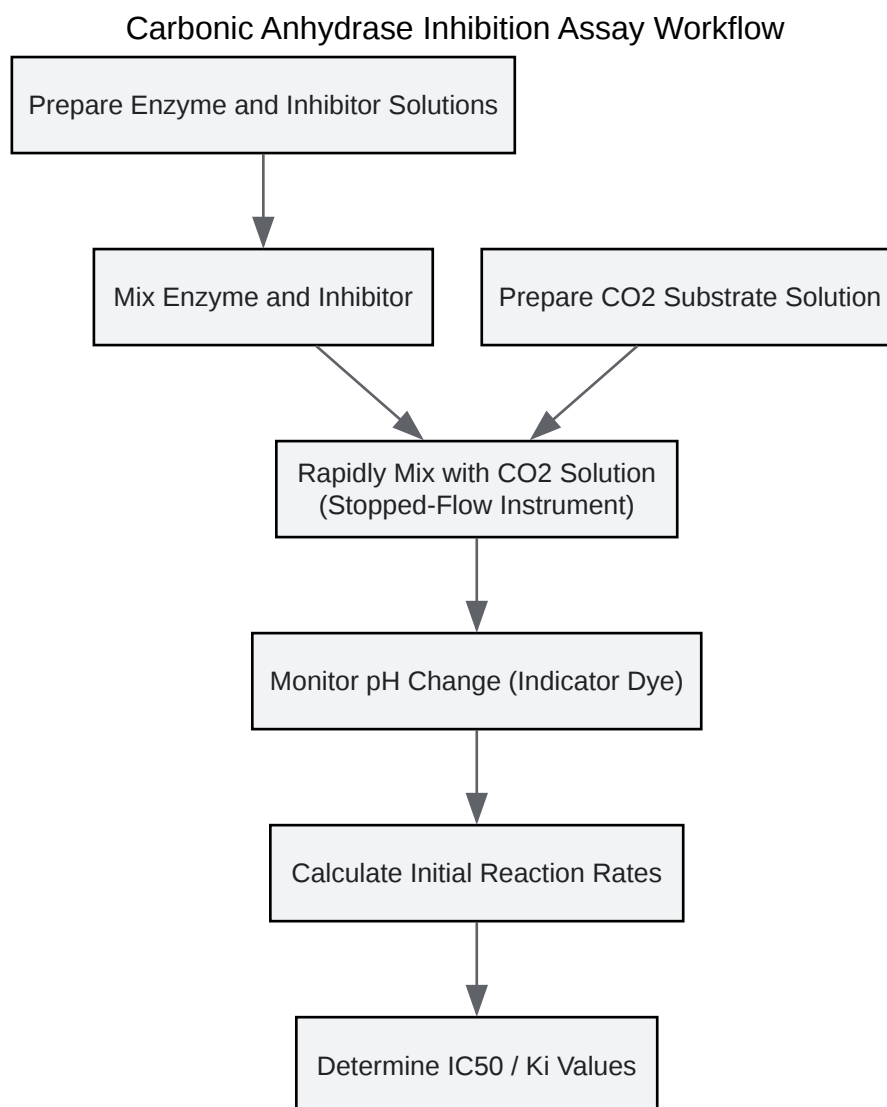 Carbonic Anhydrase Inhibition Assay Workflow
Prepare Enzyme and Inhibitor Solutions
Mix Enzyme and Inhibitor
Prepare CO2 Substrate Solution
Rapidly Mix with CO2 Solution
(Stopped-Flow Instrument)
Monitor pH Change (Indicator Dye)
Calculate Initial Reaction Rates
Determine IC50 / Ki Values